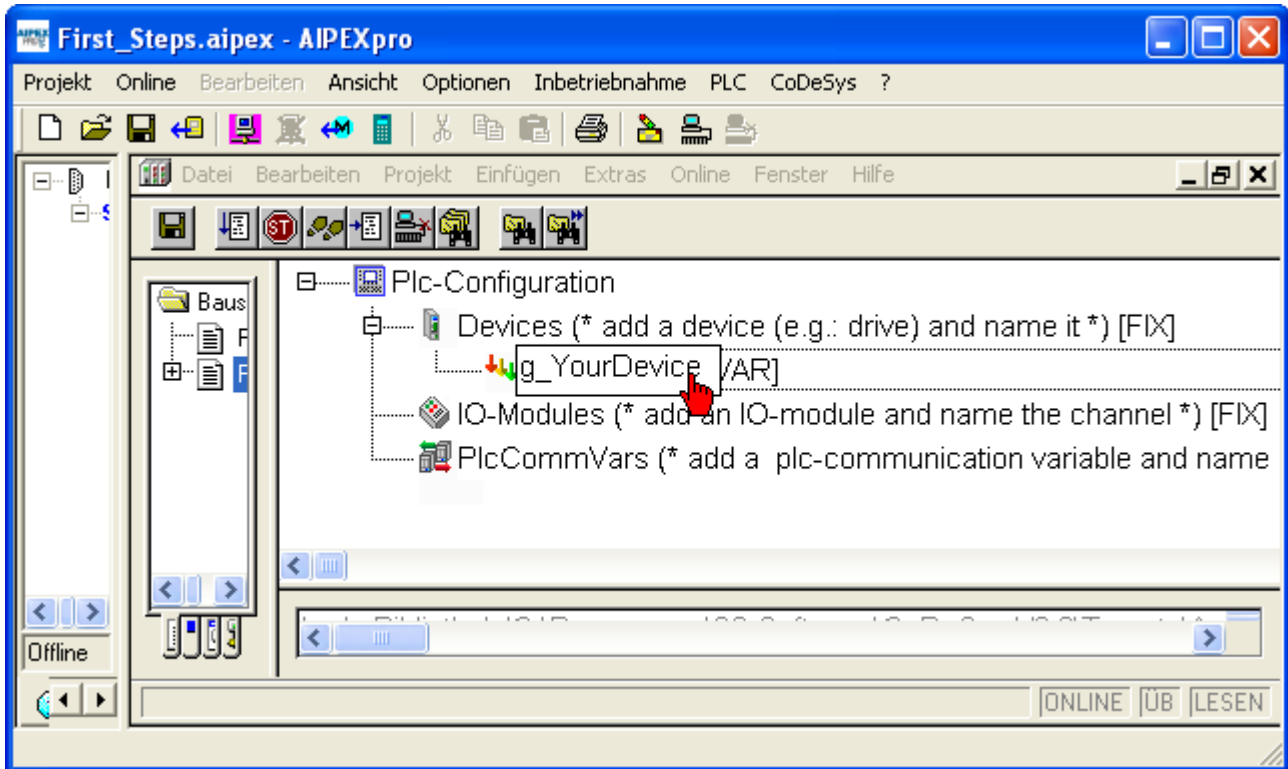 First_Steps.aipex - AIPEXpro
Projekt Online Bearbeiten Ansicht Optionen Inbetriebnahme PLC CoDeSys ?
Datei Bearbeiten Projekt Einfügen Extras Online Fenster Hilfe
Plc-Configuration
Baus
Devices (* add a device (e.g.: drive) and name it *) [FIX]
g_YourDevice VAR]
IO-Modules (* add an IO-module and name the channel *) [FIX]
PlcCommVars (* add a plc-communication variable and name
Offline
ONLINE ÜB LESEN